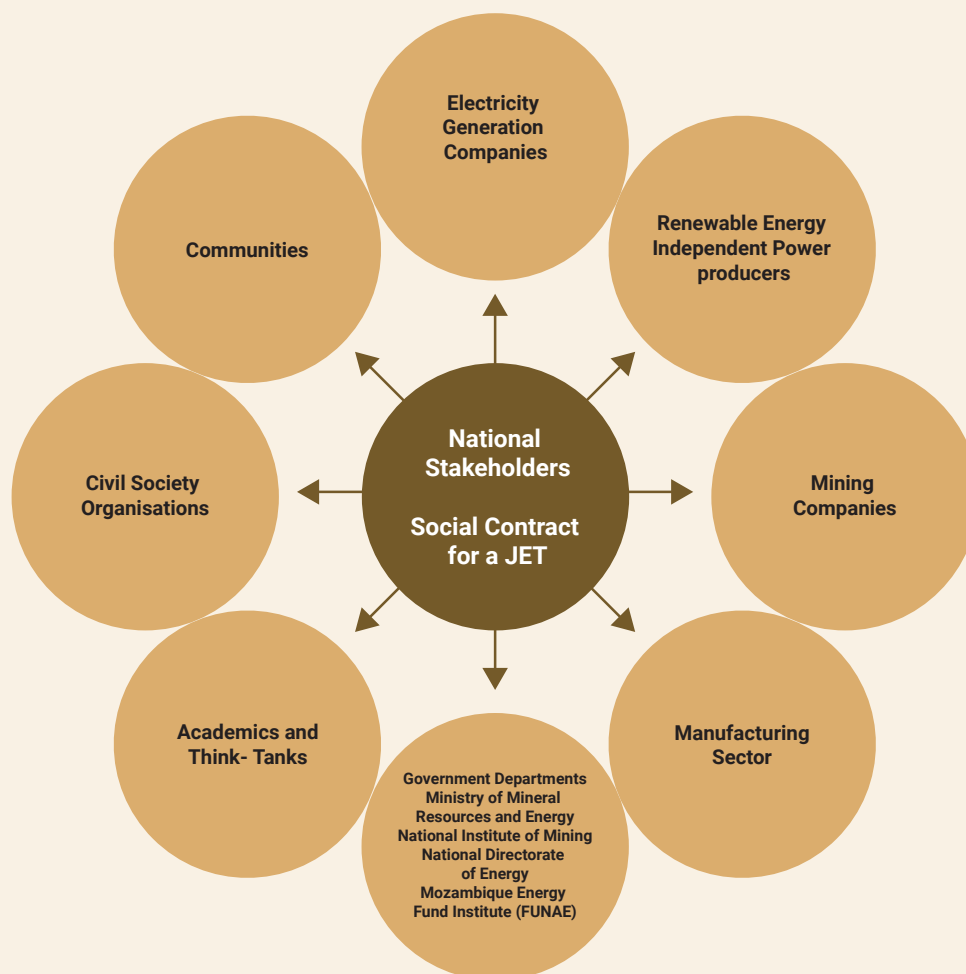 Electricity
Generation
Companies
Renewable Energy
Independent Power
producers
Communities
National
Stakeholders
Social Contract
for a JET
Civil Society
Organisations
Mining
Companies
Academics and
Think- Tanks
Manufacturing
Sector
Government Departments
Ministry of Mineral
Resources and Energy
National Institute of Mining
National Directorate
of Energy
Mozambique Energy
Fund Institute (FUNAE)